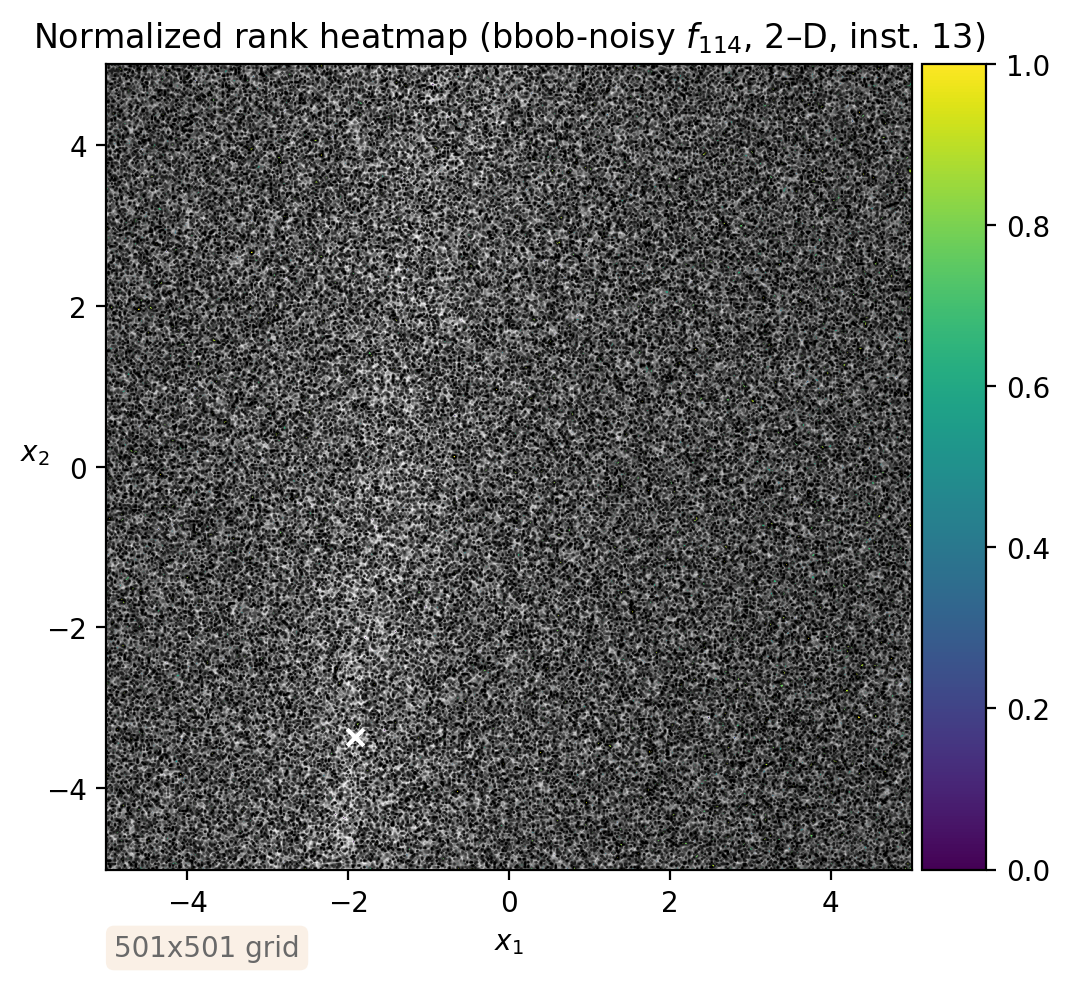 Normalized rank heatmap (bbob-noisy f₁₁₄, 2–D, inst. 13)
1.0
0.8
0.6
0.4
0.2
0.0
4
2
0
−2
−4
x₂
−4 −2 0 2 4
x₁
501x501 grid